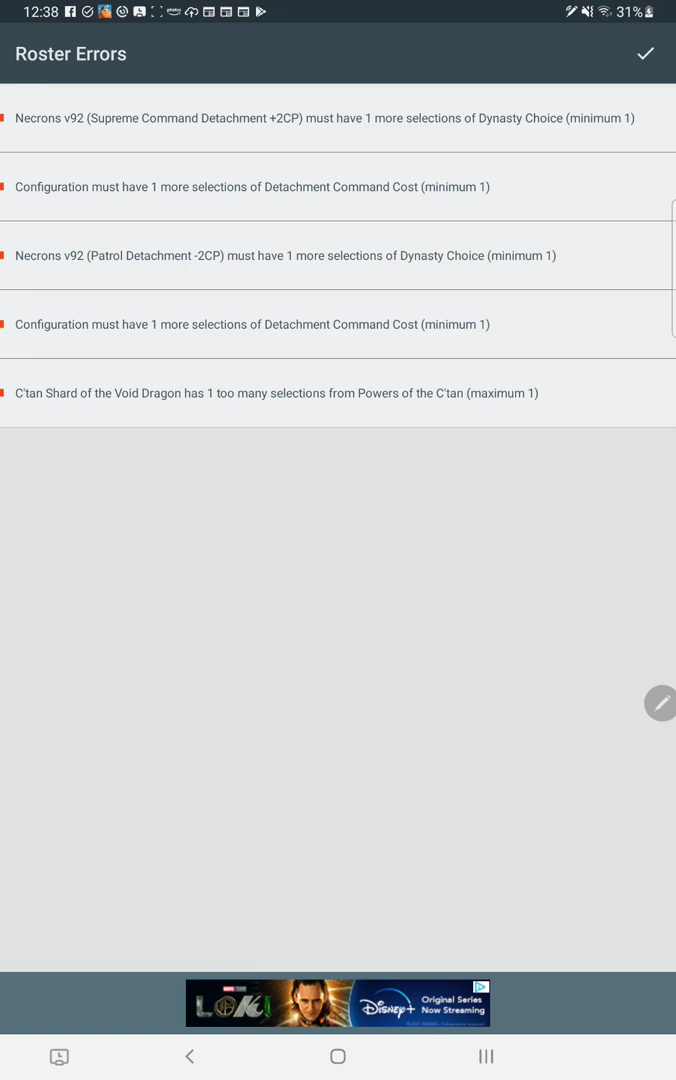 12:38
31%
Roster Errors
Necrons v92 (Supreme Command Detachment +2CP) must have 1 more selections of Dynasty Choice (minimum 1)
Configuration must have 1 more selections of Detachment Command Cost (minimum 1)
Necrons v92 (Patrol Detachment -2CP) must have 1 more selections of Dynasty Choice (minimum 1)
Configuration must have 1 more selections of Detachment Command Cost (minimum 1)
C'tan Shard of the Void Dragon has 1 too many selections from Powers of the C'tan (maximum 1)
LOKI
Disney+
Original Series
Now Streaming